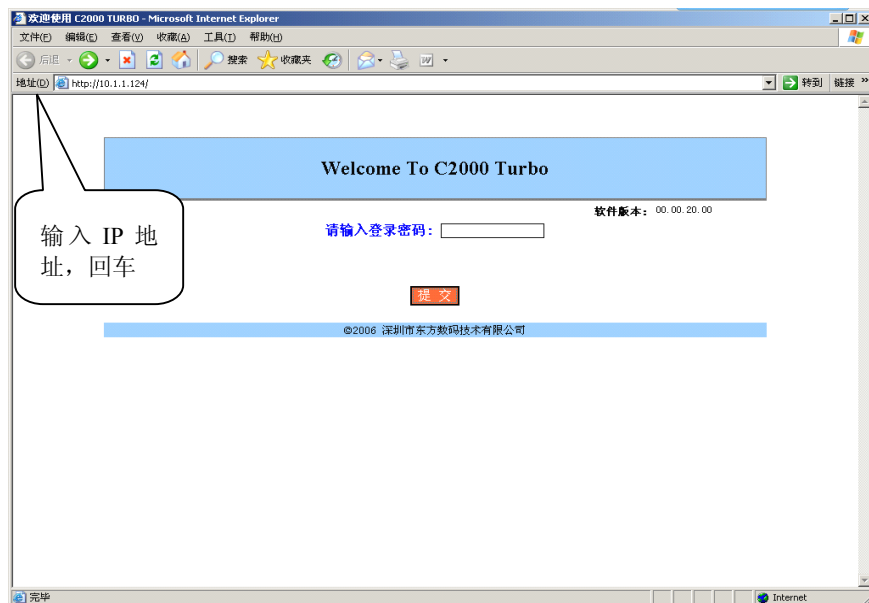 欢迎使用 C2000 TURBO - Microsoft Internet Explorer
文件(F) 编辑(E) 查看(V) 收藏(A) 工具(T) 帮助(H)
后退 搜索 收藏夹
地址(D) http://10.1.1.124/ 转到 链接 »
Welcome To C2000 Turbo
软件版本: 00.00.20.00
请输入登录密码:
输入 IP 地
址，回车
提 交
©2006 深圳市东方数码技术有限公司
完毕 Internet